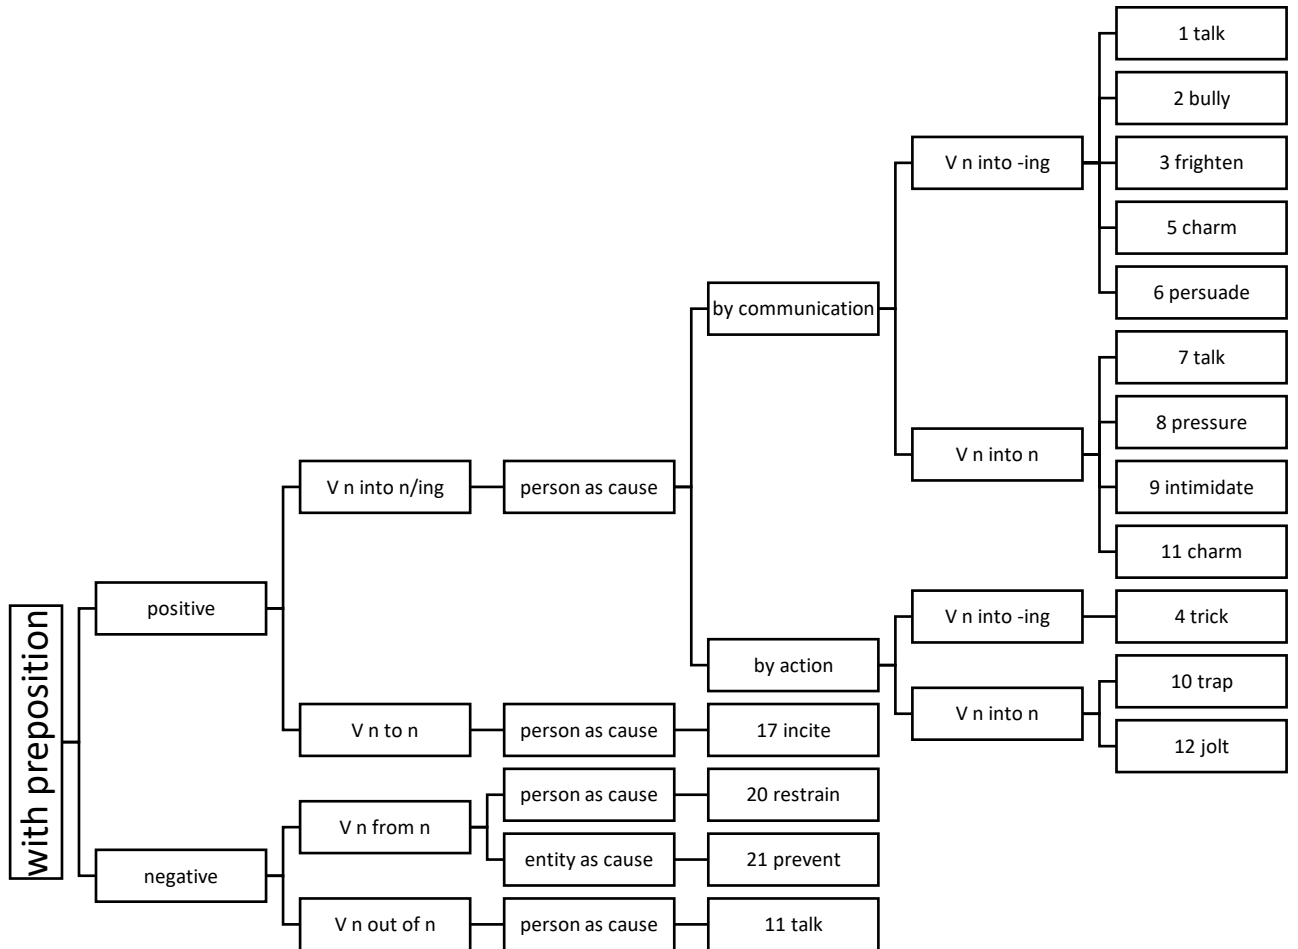 1 talk
2 bully
V n into -ing
3 frighten
5 charm
6 persuade
by communication
7 talk
8 pressure
V n into n
9 intimidate
11 charm
V n into n/ing
person as cause
positive
V n into -ing
4 trick
by action
10 trap
V n into n
12 jolt
V n to n
person as cause
17 incite
with preposition
person as cause
20 restrain
V n from n
entity as cause
21 prevent
negative
V n out of n
person as cause
11 talk